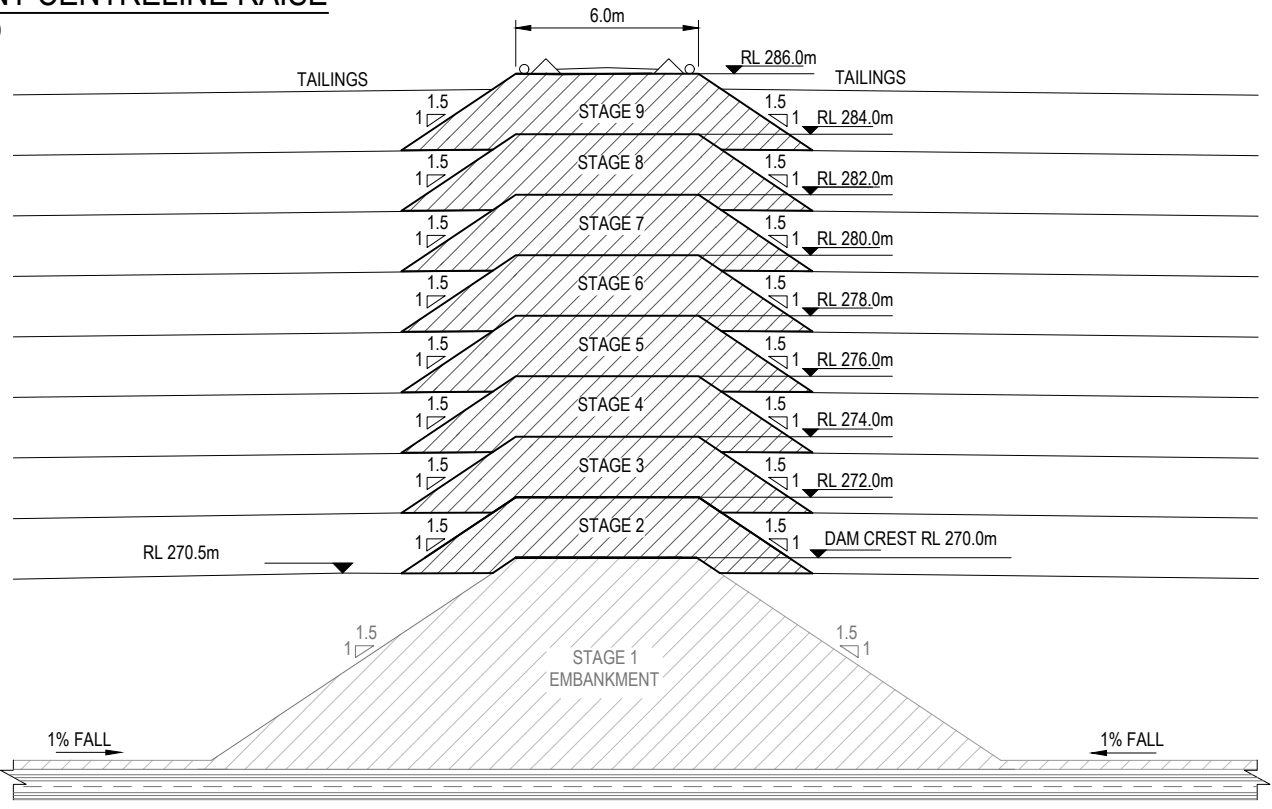 CENTRELINE RAISE
6.0m
RL 286.0m
TAILINGS
TAILINGS
1.5
1
STAGE 9
1.5
1
RL 284.0m
1.5
1
STAGE 8
1.5
1
RL 282.0m
1.5
1
STAGE 7
1.5
1
RL 280.0m
1.5
1
STAGE 6
1.5
1
RL 278.0m
1.5
1
STAGE 5
1.5
1
RL 276.0m
1.5
1
STAGE 4
1.5
1
RL 274.0m
1.5
1
STAGE 3
1.5
1
RL 272.0m
1.5
1
STAGE 2
1.5
1
DAM CREST RL 270.0m
RL 270.5m
1.5
1
STAGE 1
EMBANKMENT
1.5
1
1% FALL
1% FALL